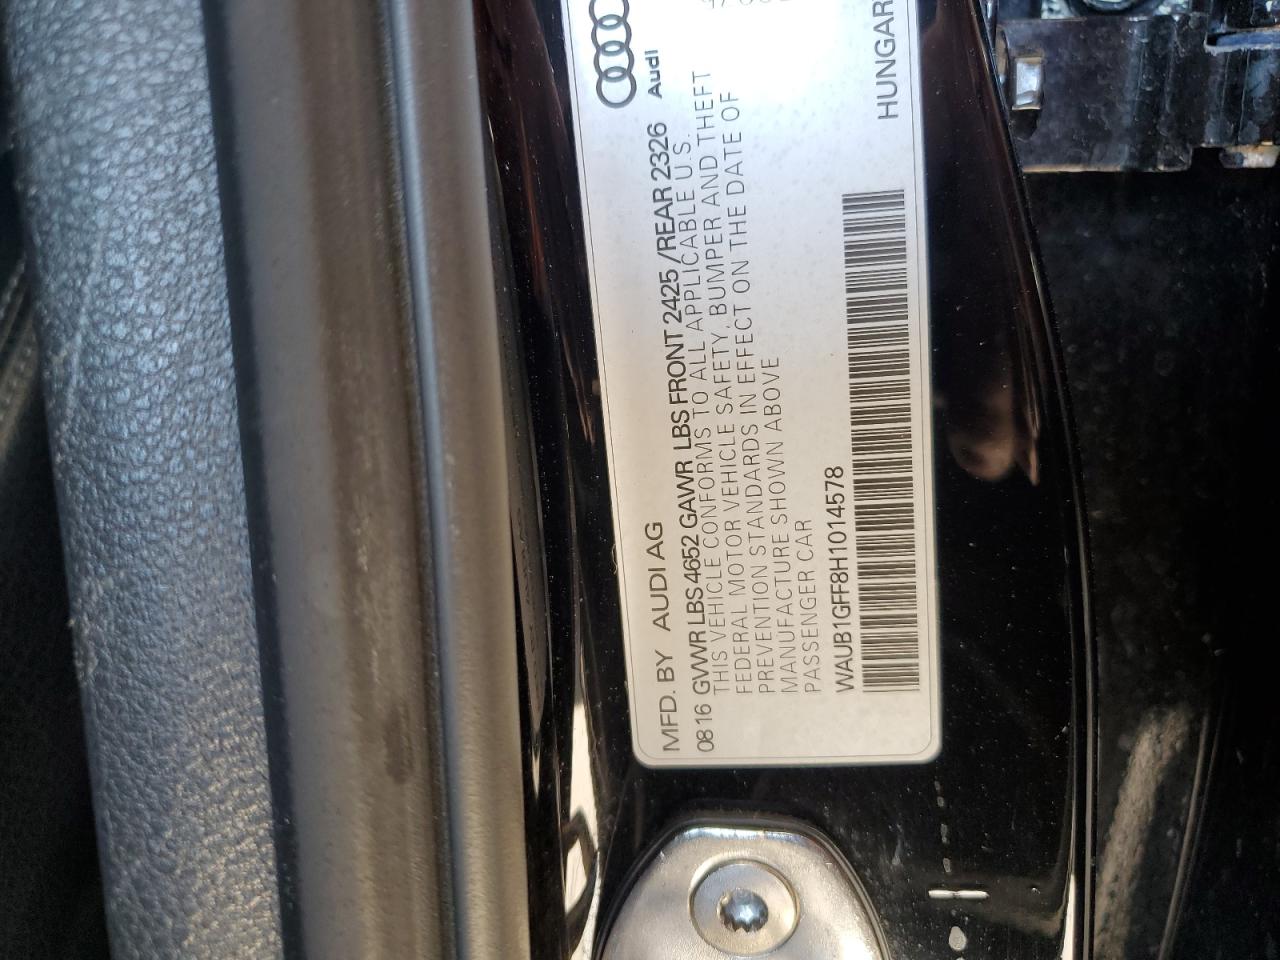 MFD. BY AUDI AG
Audi
0816 GVWR LBS 4652 GAWR LBS FRONT 2425 /REAR 2326
THIS VEHICLE CONFORMS TO ALL APPLICABLE U.S.
FEDERAL MOTOR VEHICLE SAFETY, BUMPER AND THEFT
PREVENTION STANDARDS IN EFFECT ON THE DATE OF
MANUFACTURE SHOWN ABOVE
PASSENGER CAR
WAUB1GFF8H1014578